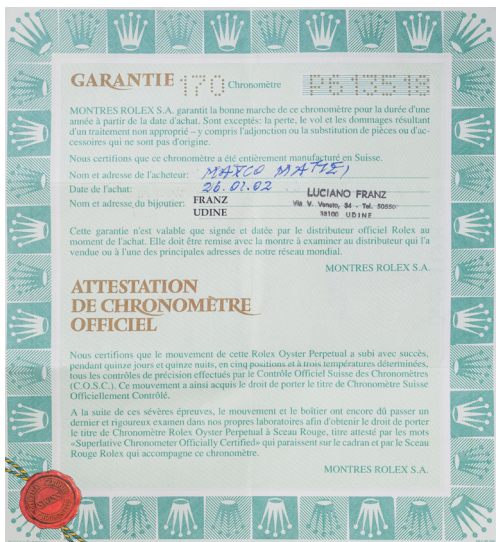 GARANTIE 170 Chronomètre P613518
MONTRES ROLEX S.A. garantit la bonne marche de ce chronomètre pour la durée d'une
année à partir de la date d'achat. Sont exceptés: la perte, le vol et les dommages résultant
d'un traitement non approprié – y compris l'adjonction ou la substitution de pièces ou d'ac-
cessoires qui ne sont pas d'origine.
Nous certifions que ce chronomètre a été entièrement manufacturé en Suisse.
Nom et adresse de l'acheteur: MARCO
Date de l'achat: 26.01.02
Nom et adresse du bijoutier: FRANZ
UDINE
LUCIANO FRANZ
Via V. Veneto, 34 - Tel.
33100 UDINE
Cette garantie n'est valable que signée et datée par le distributeur officiel Rolex au
moment de l'achat. Elle doit être remise avec la montre à examiner au distributeur qui l'a
vendue ou à l'une des principales adresses de notre réseau mondial.
MONTRES ROLEX S.A.
ATTESTATION
DE CHRONOMÈTRE
OFFICIEL
Nous certifions que le mouvement de cette Rolex Oyster Perpetual a subi avec succès,
pendant quinze jours et quinze nuits, en cinq positions et à trois températures déterminées,
tous les contrôles de précision effectués par le Contrôle Officiel Suisse des Chronomètres
(C.O.S.C.). Ce mouvement a ainsi acquis le droit de porter le titre de Chronomètre Suisse
Officiellement Contrôlé.
A la suite de ces sévères épreuves, le mouvement et le boîtier ont encore dû passer un
dernier et rigoureux examen dans nos propres laboratoires afin d'obtenir le droit de porter
le titre de Chronomètre Rolex Oyster Perpetual à Sceau Rouge, titre attesté par les mots
«Superlative Chronometer Officially Certified» qui paraissent sur le cadran et par le Sceau
Rouge Rolex qui accompagne ce chronomètre.
MONTRES ROLEX S.A.